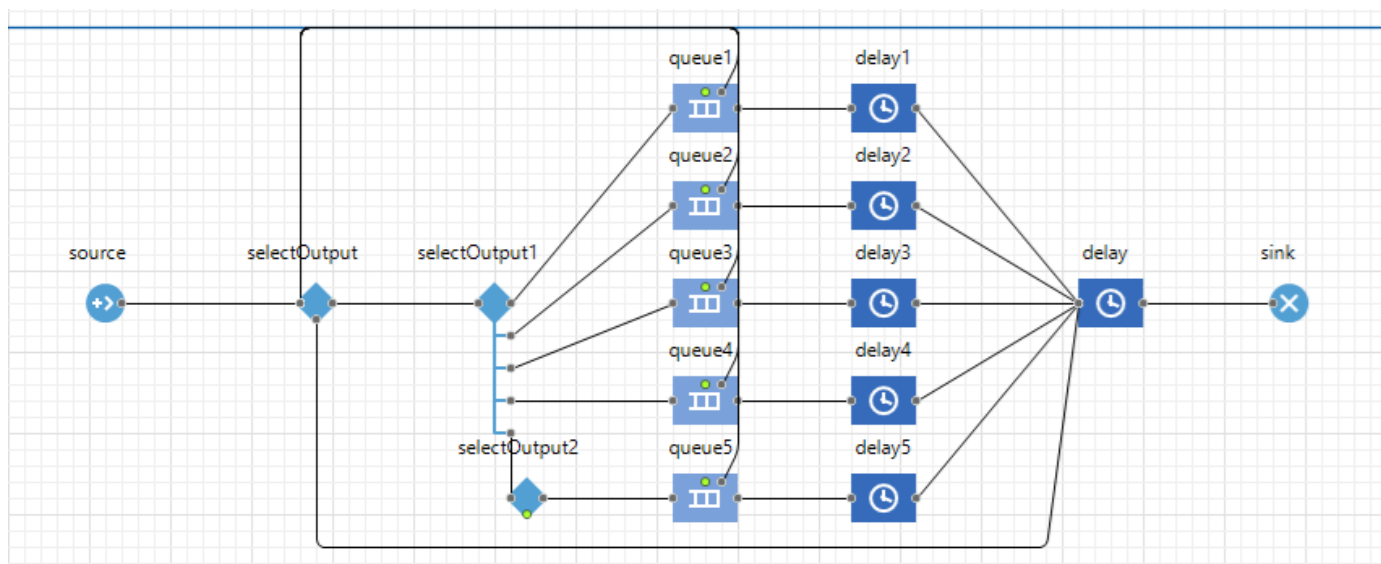 queue1
delay1
queue2
delay2
source
selectOutput
selectOutput1
queue3
delay3
delay
sink
queue4
delay4
selectOutput2
queue5
delay5